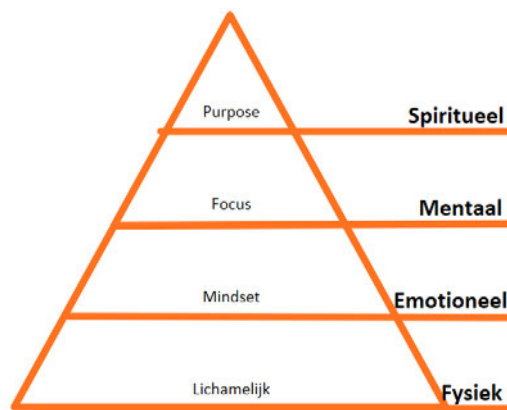 Purpose
Spiritueel
Focus
Mentaal
Mindset
Emotioneel
Lichamelijk
Fysiek